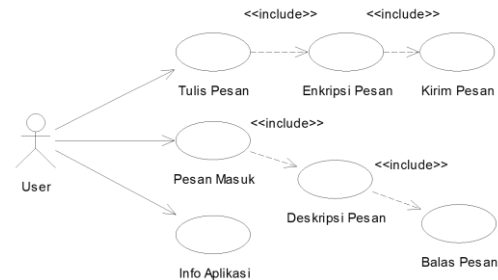 <<include>>
<<include>>
Tulis Pesan
Enkripsi Pesan
Kirim Pesan
<<include>>
User
Pesan Masuk
<<include>>
Deskripsi Pesan
Info Aplikasi
Balas Pesan